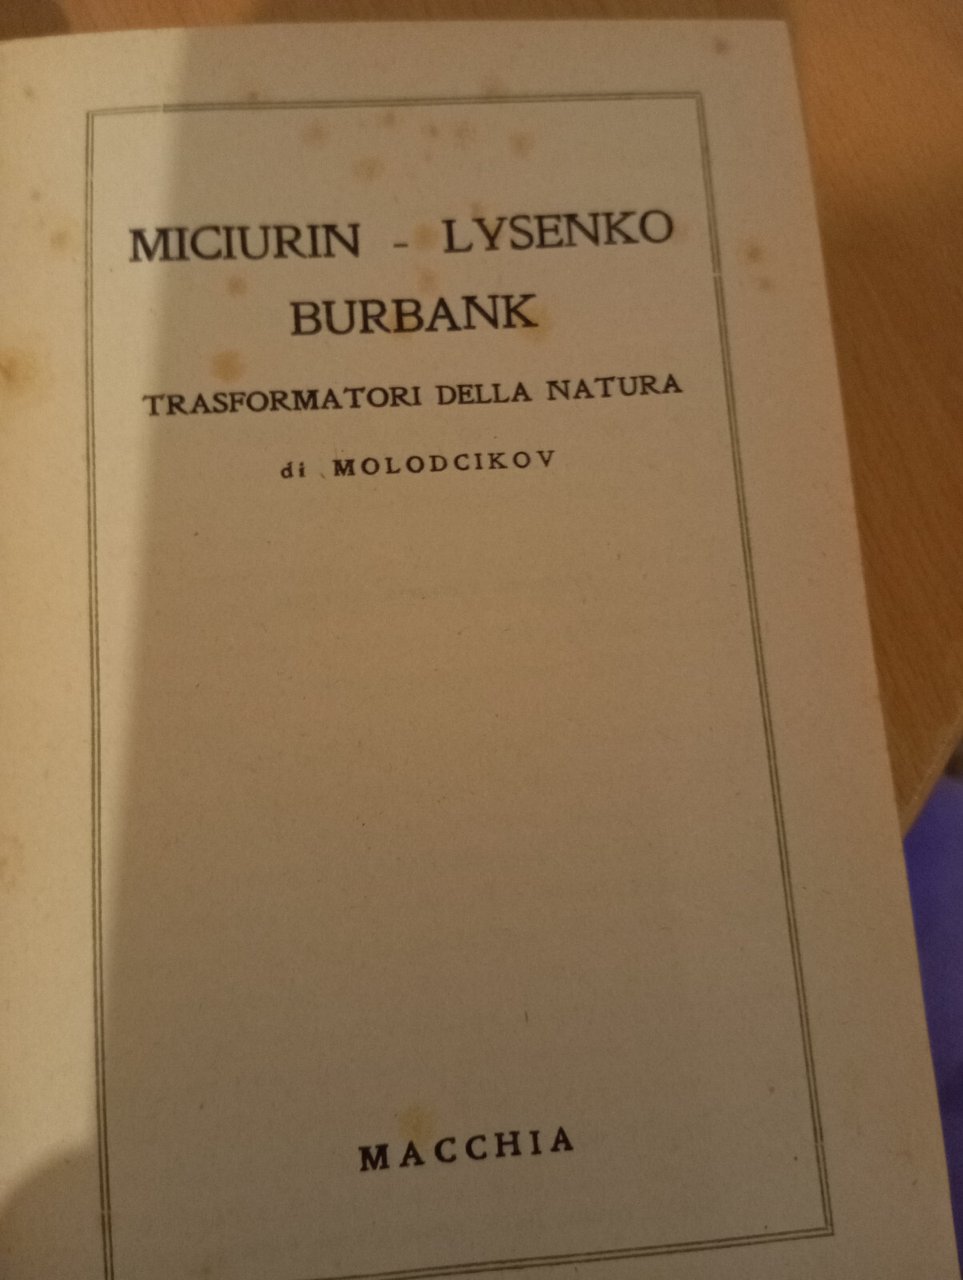 MICIURIN - LYSENKO
BURBANK
TRASFORMATORI DELLA NATURA
di MOLODCIKOV
MACCHIA